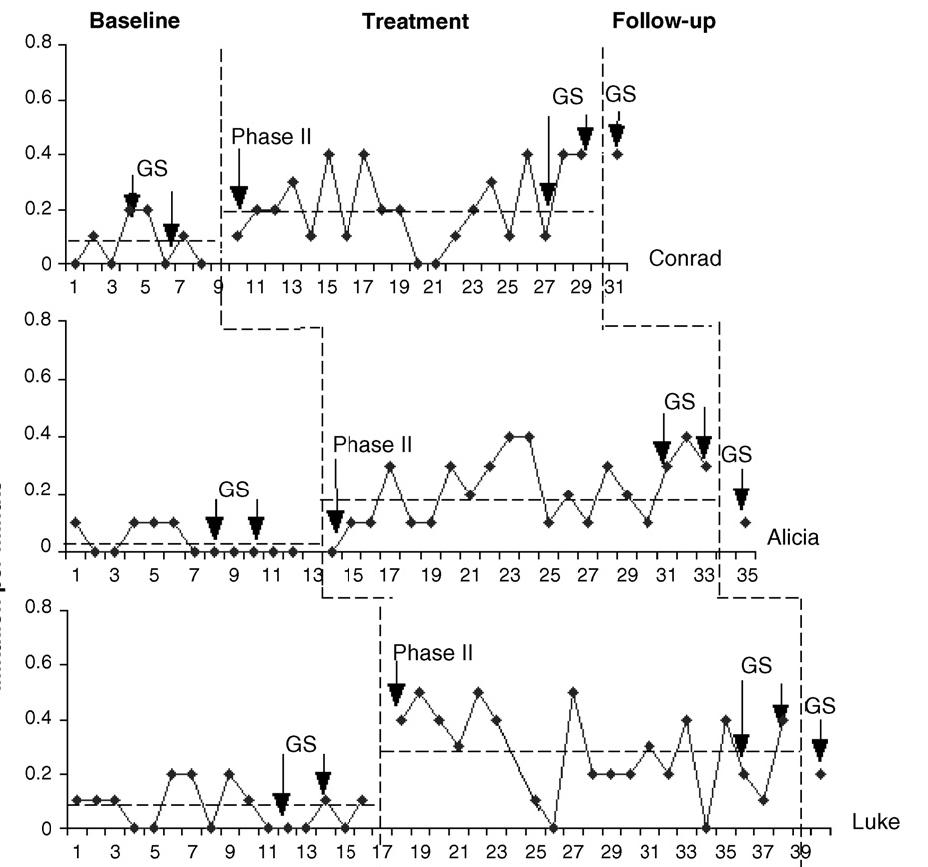 Baseline Treatment Follow-up
0.8
0.6
0.4
0.2
0
GS
Phase II
GS
GS
Conrad
1 3 5 7 9 11 13 15 17 19 21 23 25 27 29 31
0.8
0.6
0.4
0.2
0
GS
Phase II
GS
GS
Alicia
1 3 5 7 9 11 13 15 17 19 21 23 25 27 29 31 33 35
0.8
0.6
0.4
0.2
0
GS
Phase II
GS
GS
Luke
1 3 5 7 9 11 13 15 17 19 21 23 25 27 29 31 33 35 37 39